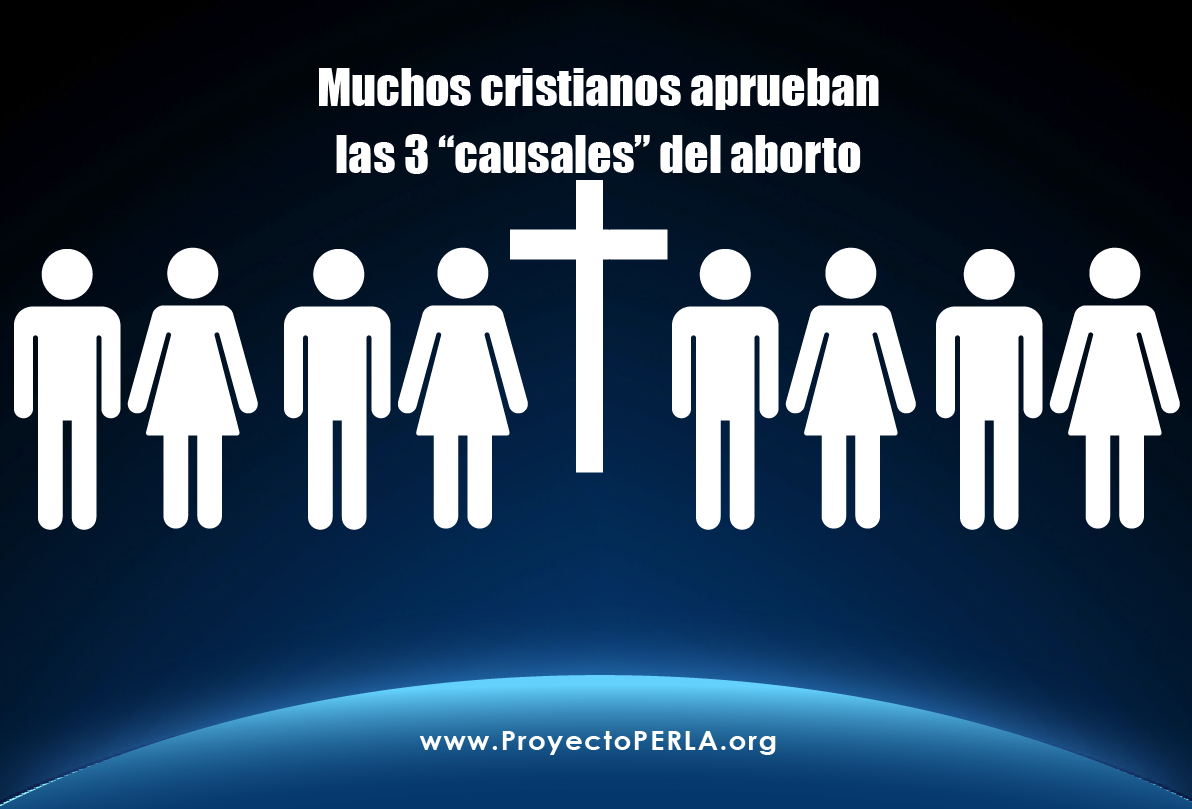 Muchos cristianos aprueban
las 3 “causales” del aborto
www.ProyectoPERLA.org